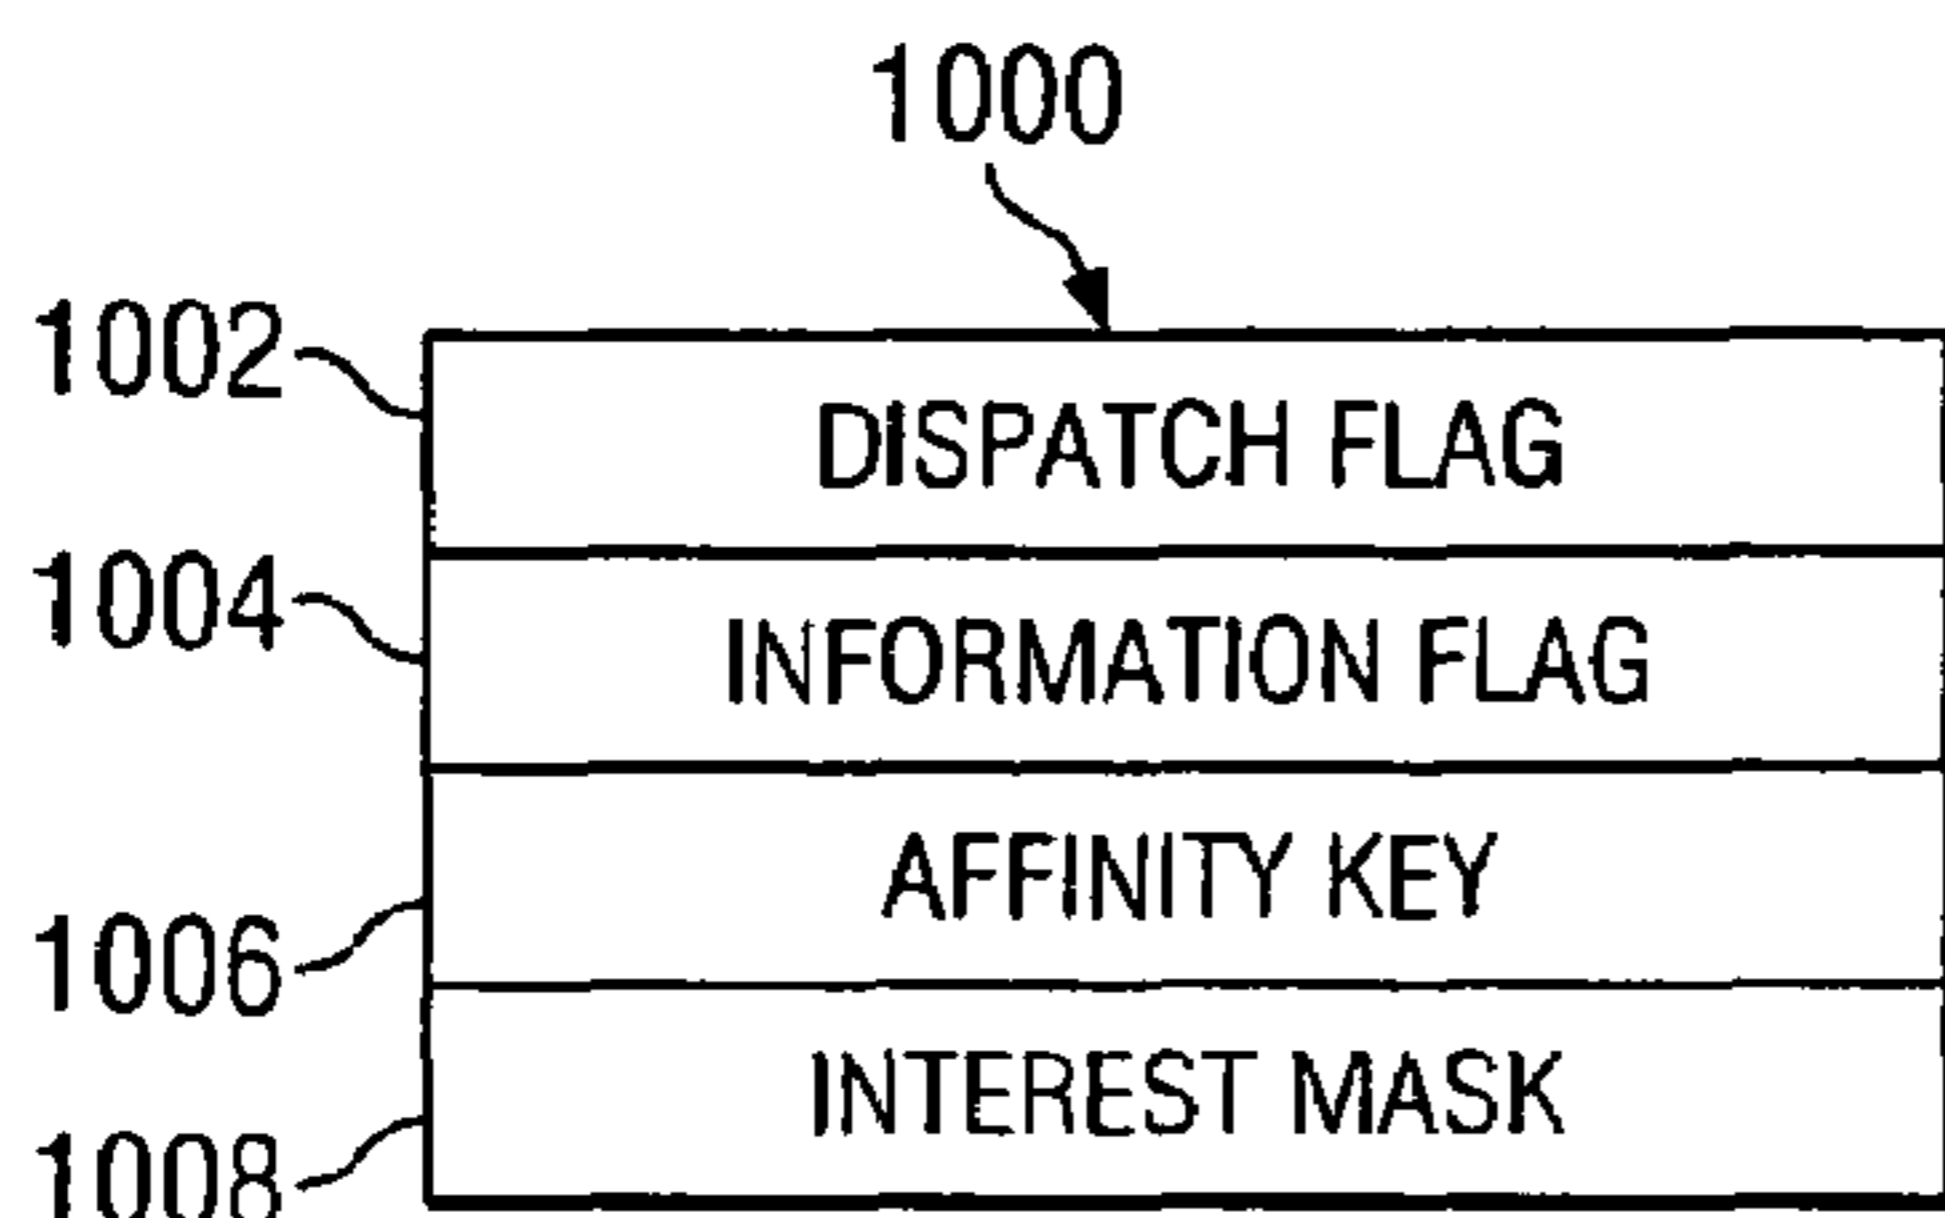 1000
1002
DISPATCH FLAG
1004
INFORMATION FLAG
AFFINITY KEY
1006
INTEREST MASK
1008